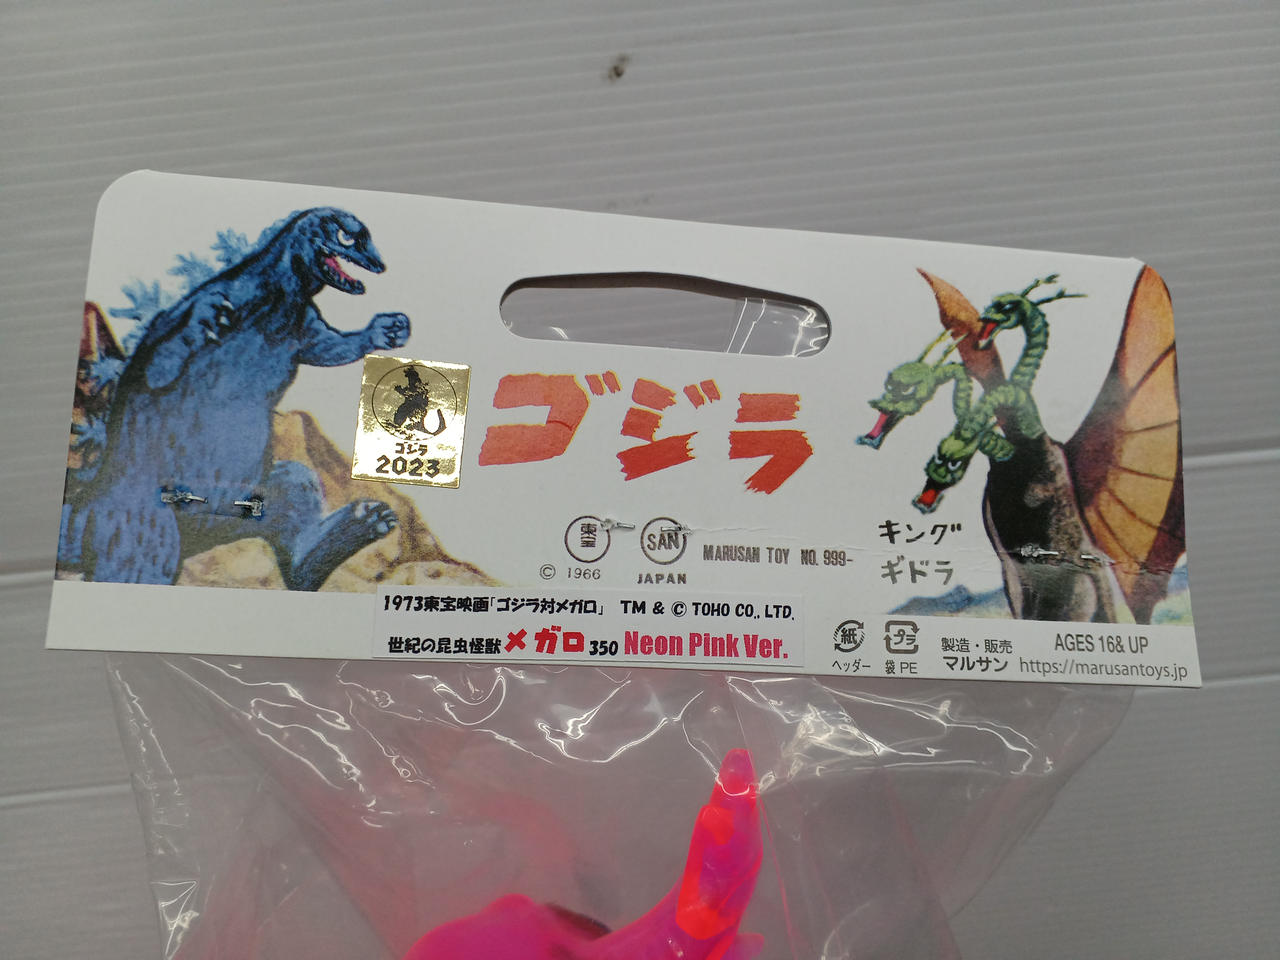 ゴジラ
2023
ゴジラ
東宝
SAN
© 1966
JAPAN
MARUSAN TOY NO. 999-
キング
ギドラ
1973東宝映画「ゴジラ対メガロ」 TM & © TOHO CO., LTD.
世紀の昆虫怪獣メガロ350 Neon Pink Ver.
紙
ヘッダー
プラ
袋 PE
製造・販売
マルサン
AGES 16& UP
https://marusantoys.jp